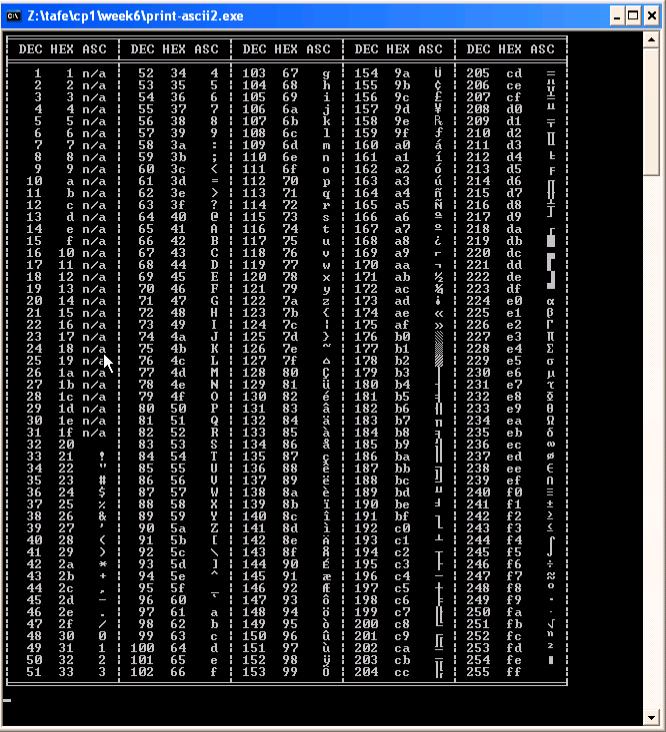 Z:\tafe\cp1\week6\print-ascii2.exe
DEC HEX ASC DEC HEX ASC DEC HEX ASC DEC HEX ASC DEC HEX ASC
1 1 n/a 52 34 4 103 67 g 154 9a Ü 205 cd ═
2 2 n/a 53 35 5 104 68 h 155 9b ¢ 206 ce ╬
3 3 n/a 54 36 6 105 69 i 156 9c £ 207 cf ╧
4 4 n/a 55 37 7 106 6a j 157 9d ¥ 208 d0 ╨
5 5 n/a 56 38 8 107 6b k 158 9e ₧ 209 d1 ╤
6 6 n/a 57 39 9 108 6c l 159 9f ƒ 210 d2 ╥
7 7 n/a 58 3a : 109 6d m 160 a0 á 211 d3 ╙
8 8 n/a 59 3b ; 110 6e n 161 a1 í 212 d4 ╘
9 9 n/a 60 3c < 111 6f o 162 a2 ó 213 d5 ╒
10 a n/a 61 3d = 112 70 p 163 a3 ú 214 d6 ╓
11 b n/a 62 3e > 113 71 q 164 a4 ñ 215 d7 ╫
12 c n/a 63 3f ? 114 72 r 165 a5 Ñ 216 d8 ╪
13 d n/a 64 40 @ 115 73 s 166 a6 ª 217 d9 ┘
14 e n/a 65 41 A 116 74 t 167 a7 º 218 da ┌
15 f n/a 66 42 B 117 75 u 168 a8 ¿ 219 db █
16 10 n/a 67 43 C 118 76 v 169 a9 ⌐ 220 dc ▄
17 11 n/a 68 44 D 119 77 w 170 aa ¬ 221 dd ▌
18 12 n/a 69 45 E 120 78 x 171 ab ½ 222 de ▐
19 13 n/a 70 46 F 121 79 y 172 ac ¼ 223 df ▀
20 14 n/a 71 47 G 122 7a z 173 ad ¡ 224 e0 α
21 15 n/a 72 48 H 123 7b { 174 ae « 225 e1 β
22 16 n/a 73 49 I 124 7c | 175 af » 226 e2 Γ
23 17 n/a 74 4a J 125 7d } 176 b0 ░ 227 e3 π
24 18 n/a 75 4b K 126 7e ~ 177 b1 ▒ 228 e4 Σ
25 19 n/a 76 4c L 127 7f ⌂ 178 b2 ▓ 229 e5 σ
26 1a n/a 77 4d M 128 80 Ç 179 b3 │ 230 e6 µ
27 1b n/a 78 4e N 129 81 ü 180 b4 ┤ 231 e7 τ
28 1c n/a 79 4f O 130 82 é 181 b5 ╡ 232 e8 Φ
29 1d n/a 80 50 P 131 83 â 182 b6 ╢ 233 e9 Θ
30 1e n/a 81 51 Q 132 84 ä 183 b7 ╖ 234 ea Ω
31 1f n/a 82 52 R 133 85 à 184 b8 ╕ 235 eb δ
32 20 83 53 S 134 86 å 185 b9 ╣ 236 ec ∞
33 21 ! 84 54 T 135 87 ç 186 ba ║ 237 ed φ
34 22 " 85 55 U 136 88 ê 187 bb ╗ 238 ee ε
35 23 # 86 56 V 137 89 ë 188 bc ╝ 239 ef ∩
36 24 $ 87 57 W 138 8a è 189 bd ╜ 240 f0 ≡
37 25 % 88 58 X 139 8b ï 190 be ╛ 241 f1 ±
38 26 & 89 59 Y 140 8c î 191 bf ┐ 242 f2 ≥
39 27 ' 90 5a Z 141 8d ì 192 c0 └ 243 f3 ≤
40 28 ( 91 5b [ 142 8e Ä 193 c1 ┴ 244 f4 ⌠
41 29 ) 92 5c \ 143 8f Å 194 c2 ┬ 245 f5 ⌡
42 2a * 93 5d ] 144 90 É 195 c3 ├ 246 f6 ÷
43 2b + 94 5e ^ 145 91 æ 196 c4 ─ 247 f7 ≈
44 2c , 95 5f _ 146 92 Æ 197 c5 ┼ 248 f8 °
45 2d - 96 60 ` 147 93 ô 198 c6 ╞ 249 f9 ∙
46 2e . 97 61 a 148 94 ö 199 c7 ╟ 250 fa ·
47 2f / 98 62 b 149 95 ò 200 c8 ╚ 251 fb √
48 30 0 99 63 c 150 96 û 201 c9 ╔ 252 fc ⁿ
49 31 1 100 64 d 151 97 ù 202 ca ╩ 253 fd ²
50 32 2 101 65 e 152 98 ÿ 203 cb ╦ 254 fe ■
51 33 3 102 66 f 153 99 Ö 204 cc ╠ 255 ff